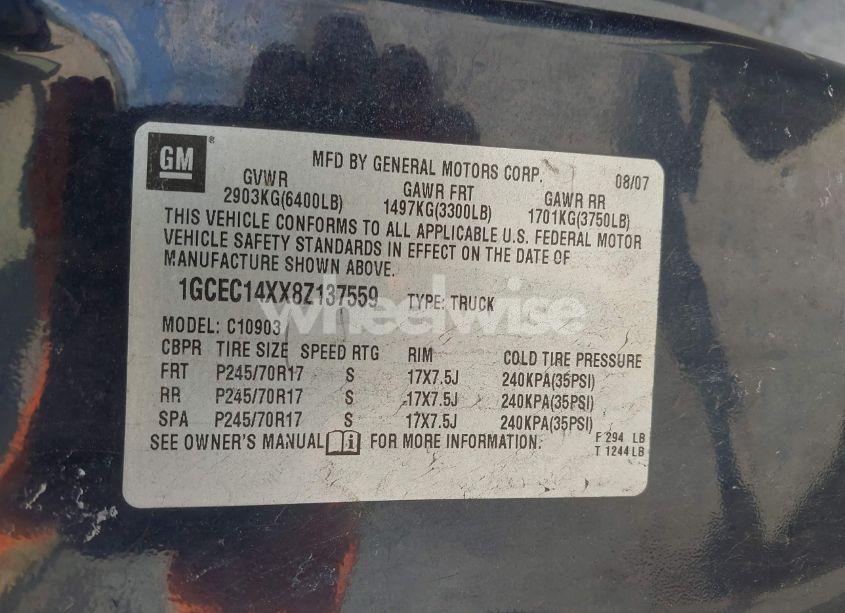 GM ®
MFD BY GENERAL MOTORS CORP. 08/07
GVWR GAWR FRT GAWR RR
2903KG(6400LB) 1497KG(3300LB) 1701KG(3750LB)
THIS VEHICLE CONFORMS TO ALL APPLICABLE U.S. FEDERAL MOTOR
VEHICLE SAFETY STANDARDS IN EFFECT ON THE DATE OF
MANUFACTURE SHOWN ABOVE.
1GCEC14XX8Z137559 TYPE: TRUCK
wheelwise
MODEL: C10903
CBPR TIRE SIZE SPEED RTG RIM COLD TIRE PRESSURE
FRT P245/70R17 S 17X7.5J 240KPA(35PSI)
RR P245/70R17 S 17X7.5J 240KPA(35PSI)
SPA P245/70R17 S 17X7.5J 240KPA(35PSI)
SEE OWNER'S MANUAL i FOR MORE INFORMATION. F 294 LB
T 1244 LB